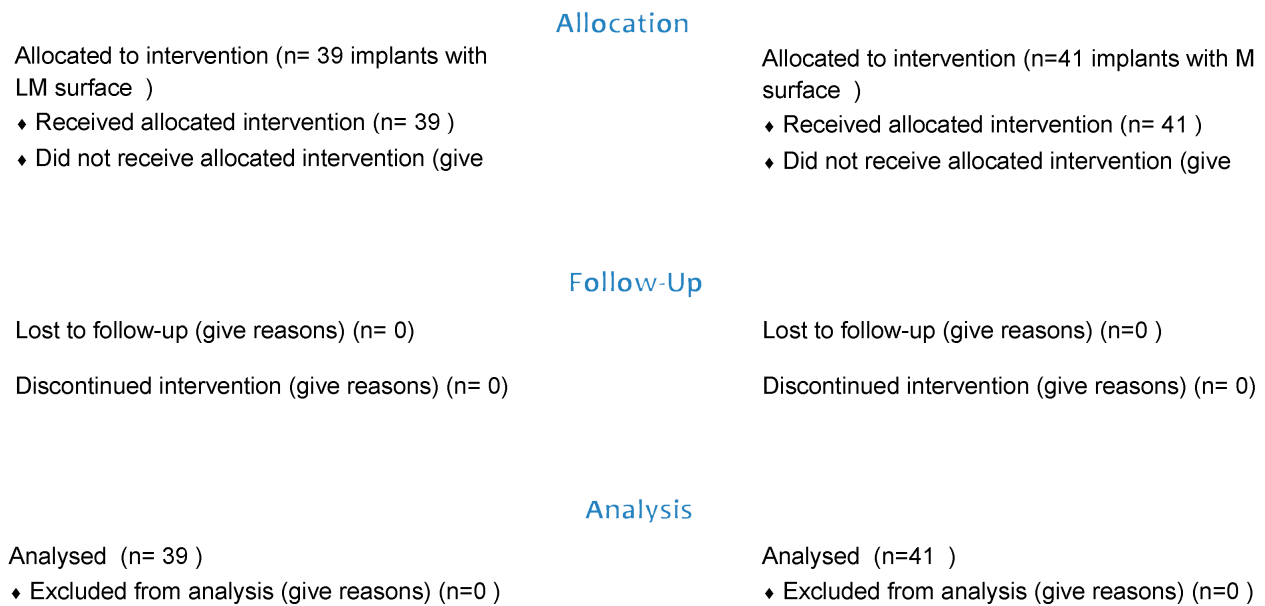 Allocation
Allocated to intervention (n= 39 implants with
LM surface  )
♦ Received allocated intervention (n= 39 )
♦ Did not receive allocated intervention (give
Allocated to intervention (n=41 implants with M
surface  )
♦ Received allocated intervention (n= 41 )
♦ Did not receive allocated intervention (give
Follow-Up
Lost to follow-up (give reasons) (n= 0)
Discontinued intervention (give reasons) (n= 0)
Lost to follow-up (give reasons) (n=0 )
Discontinued intervention (give reasons) (n= 0)
Analysis
Analysed  (n= 39 )
♦ Excluded from analysis (give reasons) (n=0 )
Analysed  (n=41  )
♦ Excluded from analysis (give reasons) (n=0 )